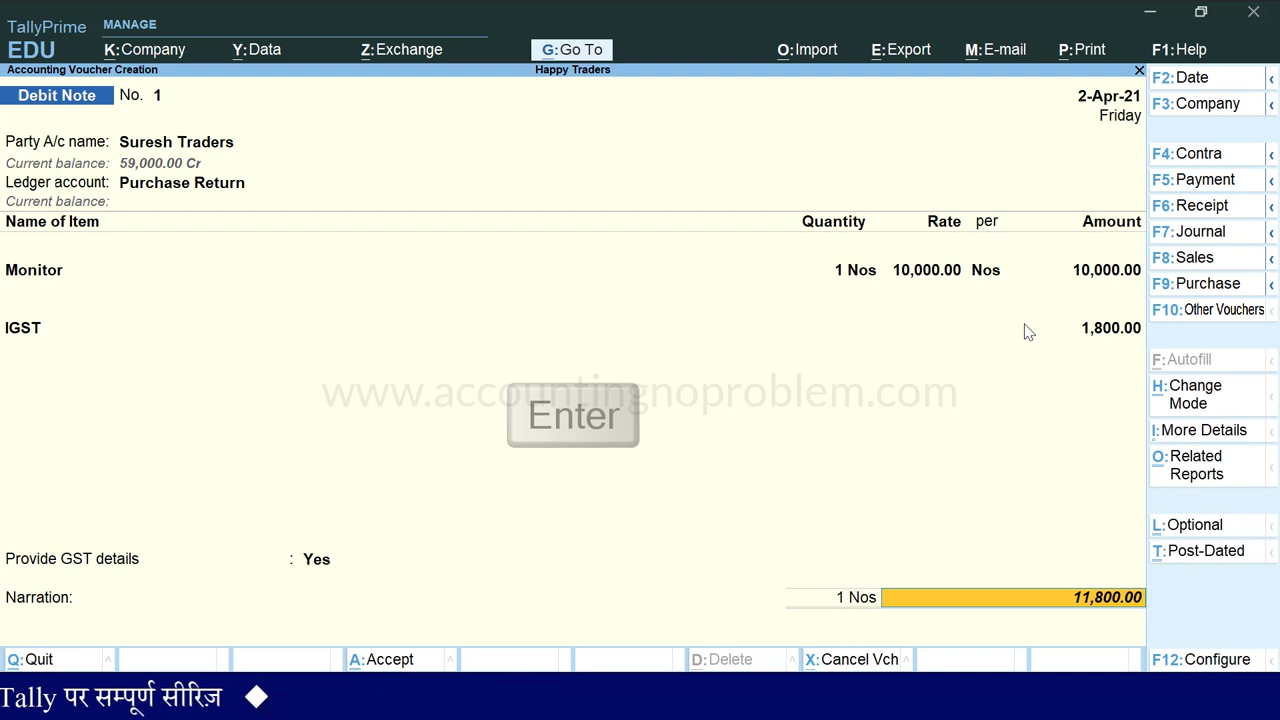 TallyPrime MANAGE
EDU K:Company Y:Data Z:Exchange G:Go To O:Import E:Export M:E-mail P:Print F1:Help
Accounting Voucher Creation Happy Traders
Debit Note No. 1 2-Apr-21
Friday
Party A/c name: Suresh Traders
Current balance: 59,000.00 Cr
Ledger account: Purchase Return
Current balance:
Name of Item Quantity Rate per Amount
Monitor 1 Nos 10,000.00 Nos 10,000.00
IGST 1,800.00
www.accountingnoproblem.com
Enter
Provide GST details : Yes
Narration: 1 Nos 11,800.00
F2:Date
F3:Company
F4:Contra
F5:Payment
F6:Receipt
F7:Journal
F8:Sales
F9:Purchase
F10:Other Vouchers
F:Autofill
H:Change
Mode
I:More Details
O:Related
Reports
L:Optional
T:Post-Dated
Q:Quit A:Accept D:Delete X:Cancel Vch F12:Configure
Tally पर सम्पूर्ण सीरिज़